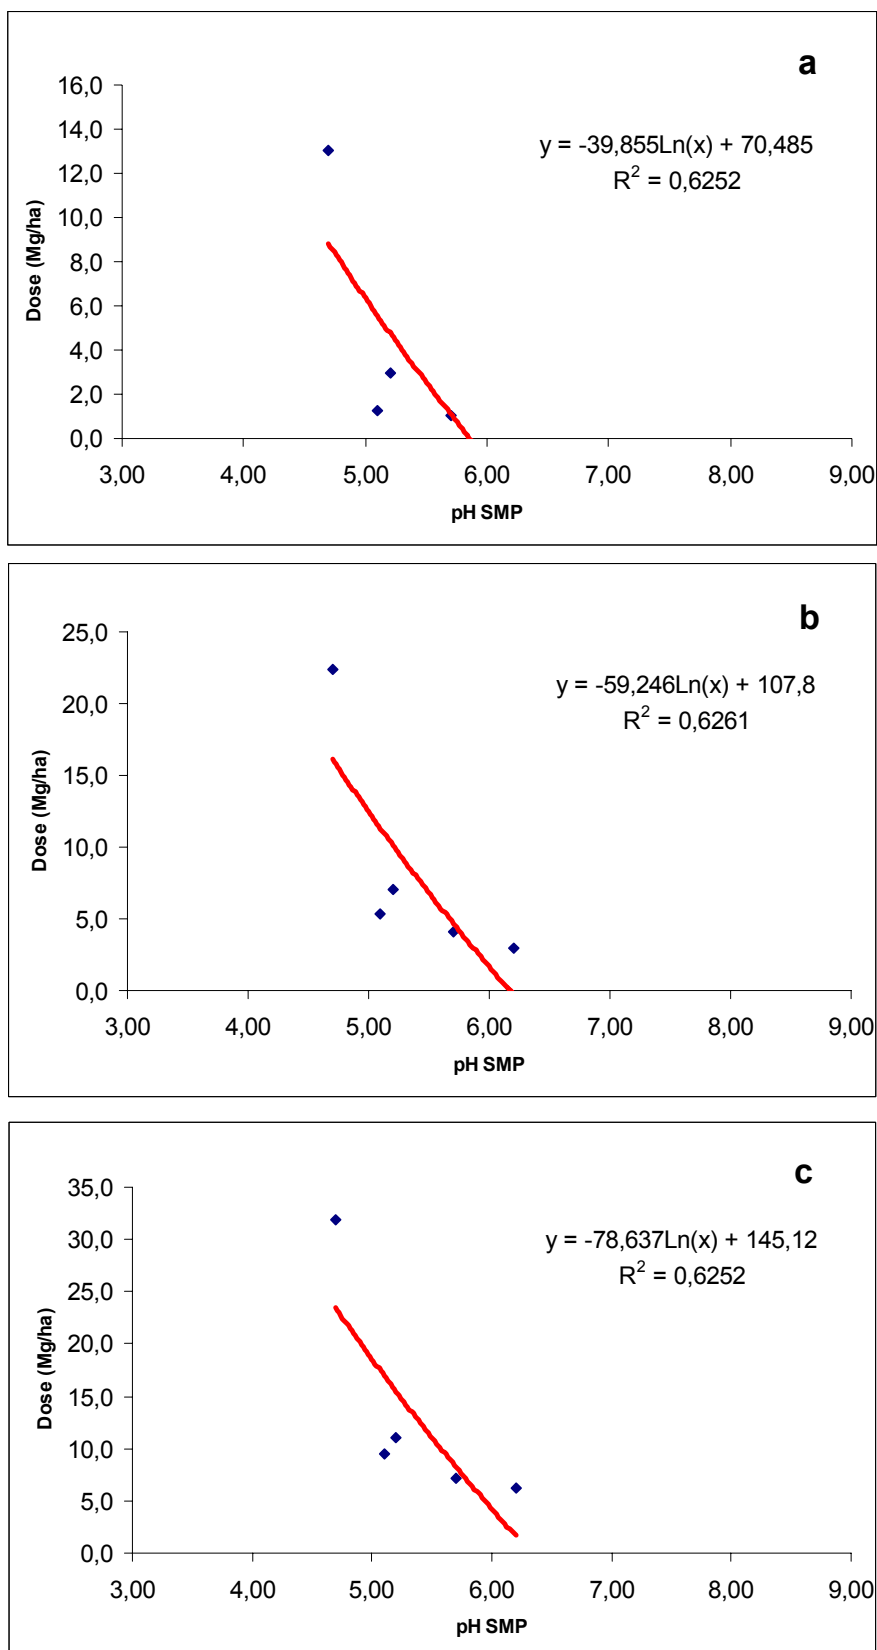 a
16,0
14,0
y = -39,855Ln(x) + 70,485
12,0
R² = 0,6252
10,0
8,0
6,0
4,0
2,0
0,0
Dose (Mg/ha)
3,00 4,00 5,00 6,00 7,00 8,00 9,00
pH SMP
b
25,0
y = -59,246Ln(x) + 107,8
20,0
R² = 0,6261
15,0
10,0
5,0
0,0
Dose (Mg/ha)
3,00 4,00 5,00 6,00 7,00 8,00 9,00
pH SMP
c
35,0
30,0
y = -78,637Ln(x) + 145,12
25,0
R² = 0,6252
20,0
15,0
10,0
5,0
0,0
Dose (Mg/ha)
3,00 4,00 5,00 6,00 7,00 8,00 9,00
pH SMP